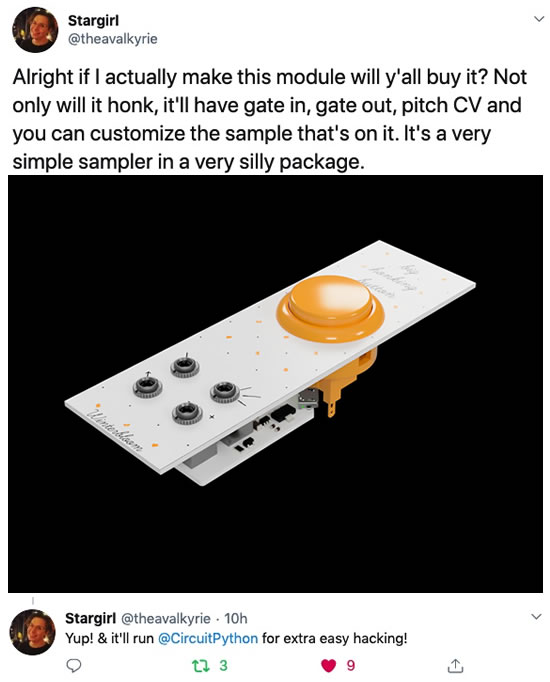 Stargirl
@theavalkyrie
Alright if I actually make this module will y'all buy it? Not
only will it honk, it'll have gate in, gate out, pitch CV and
you can customize the sample that's on it. It's a very
simple sampler in a very silly package.
big
honking
button
Winterbloom
Stargirl @theavalkyrie · 10h
Yup! & it'll run @CircuitPython for extra easy hacking!
3
9